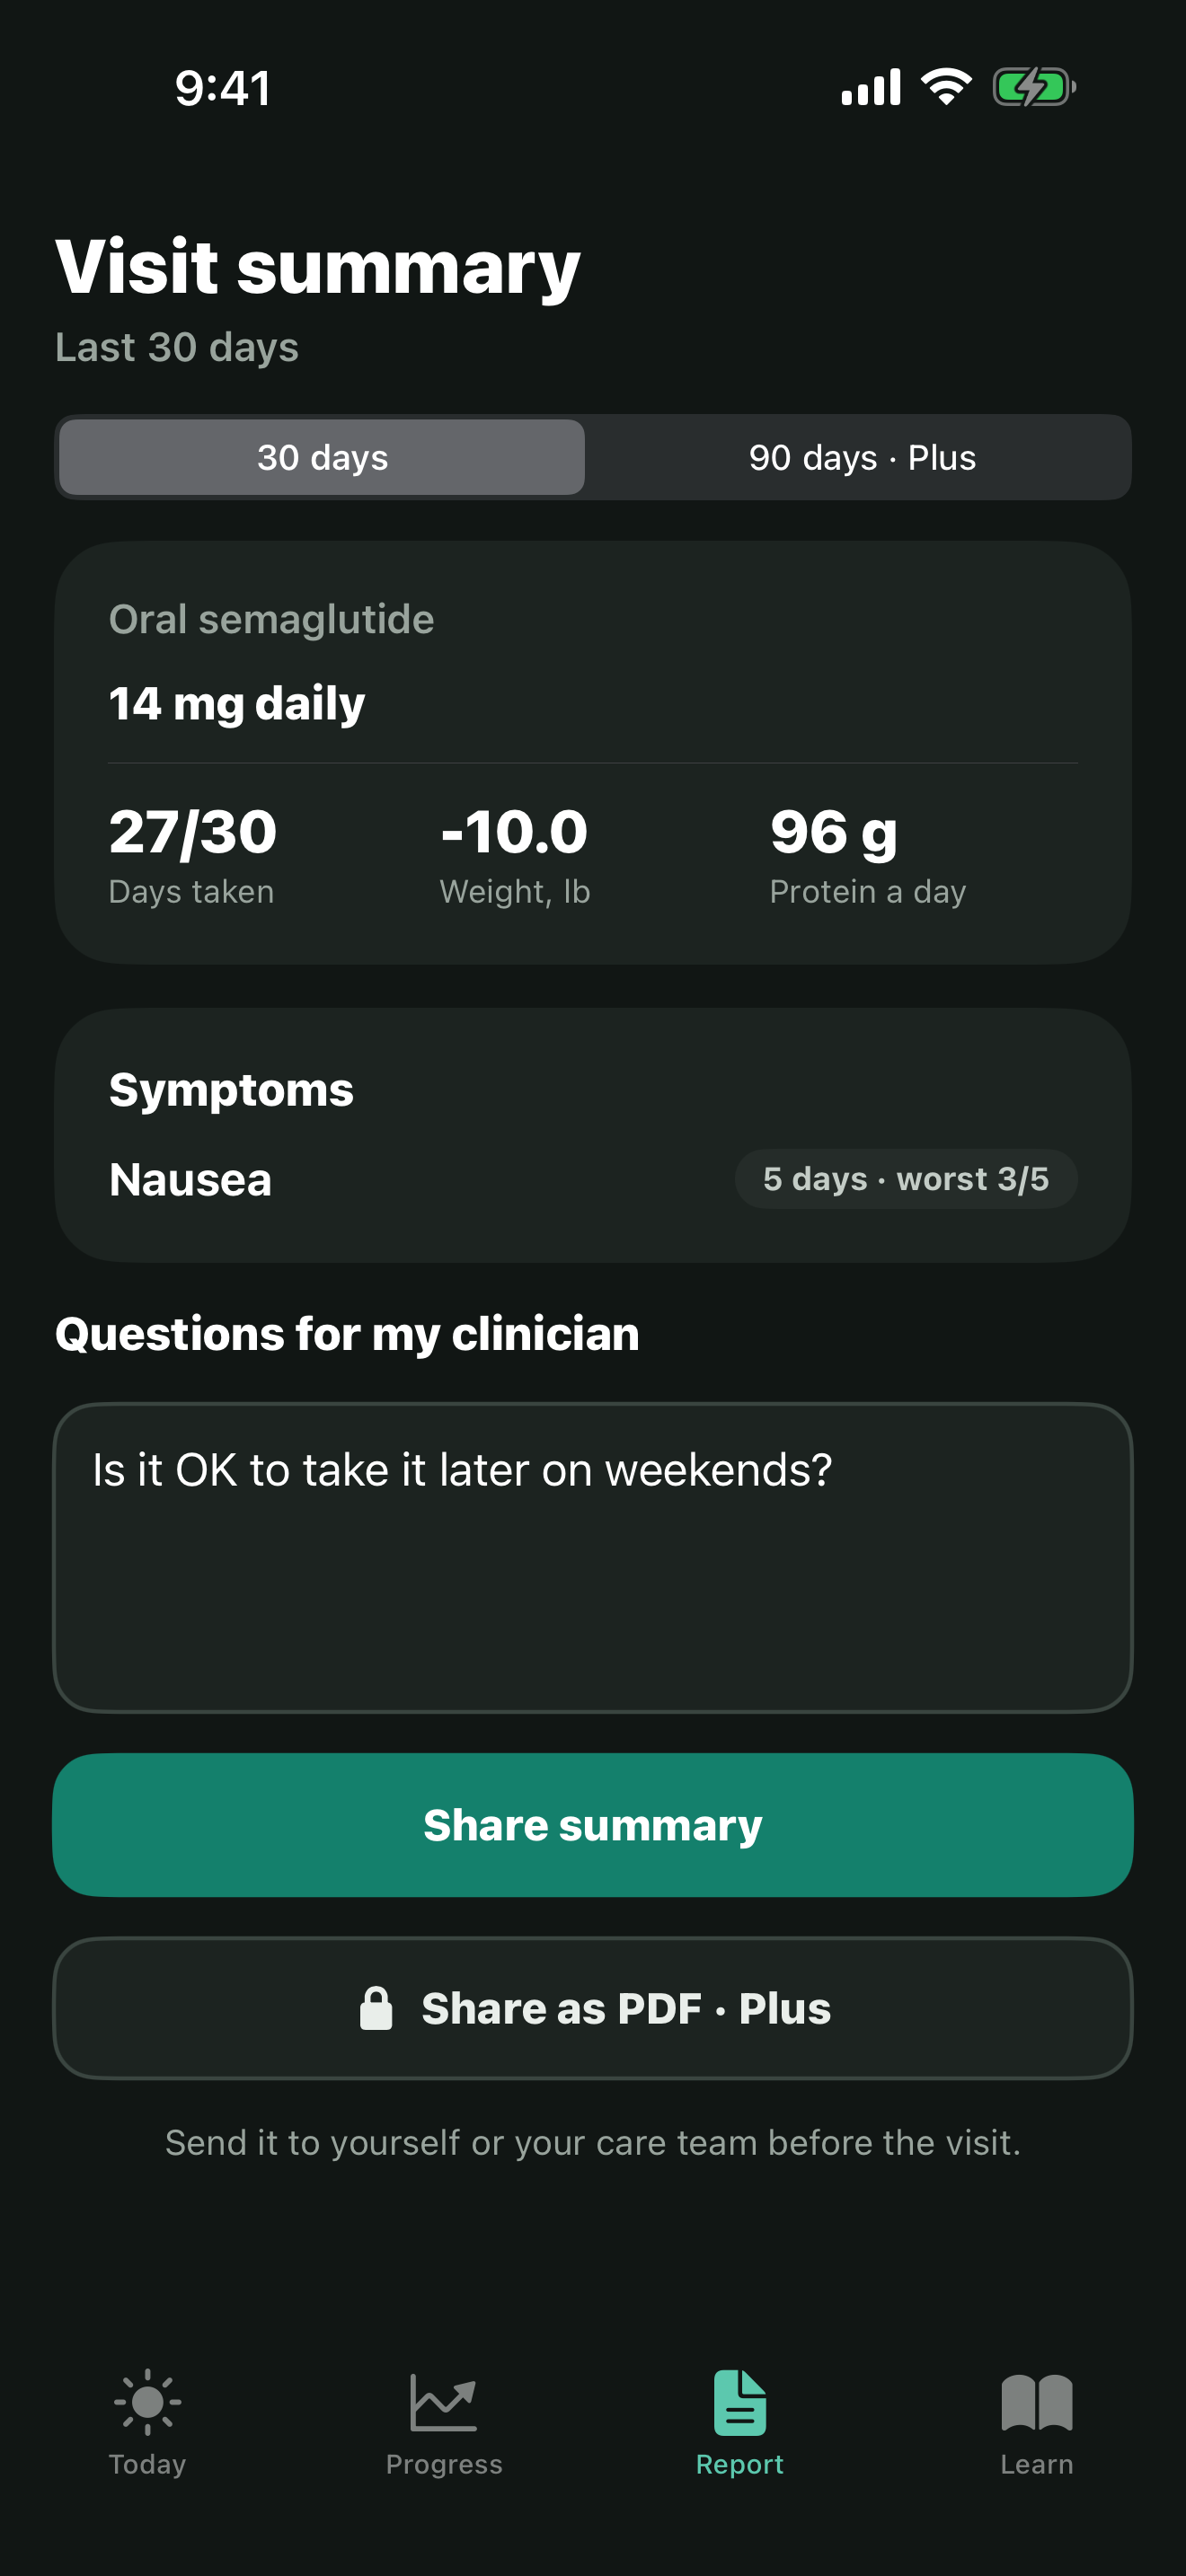 9:41
Visit summary
Last 30 days
30 days
90 days · Plus
Oral semaglutide
14 mg daily
27/30
-10.0
96 g
Days taken
Weight, lb
Protein a day
Symptoms
Nausea
5 days · worst 3/5
Questions for my clinician
Is it OK to take it later on weekends?
Share summary
Share as PDF · Plus
Send it to yourself or your care team before the visit.
Today
Progress
Report
Learn